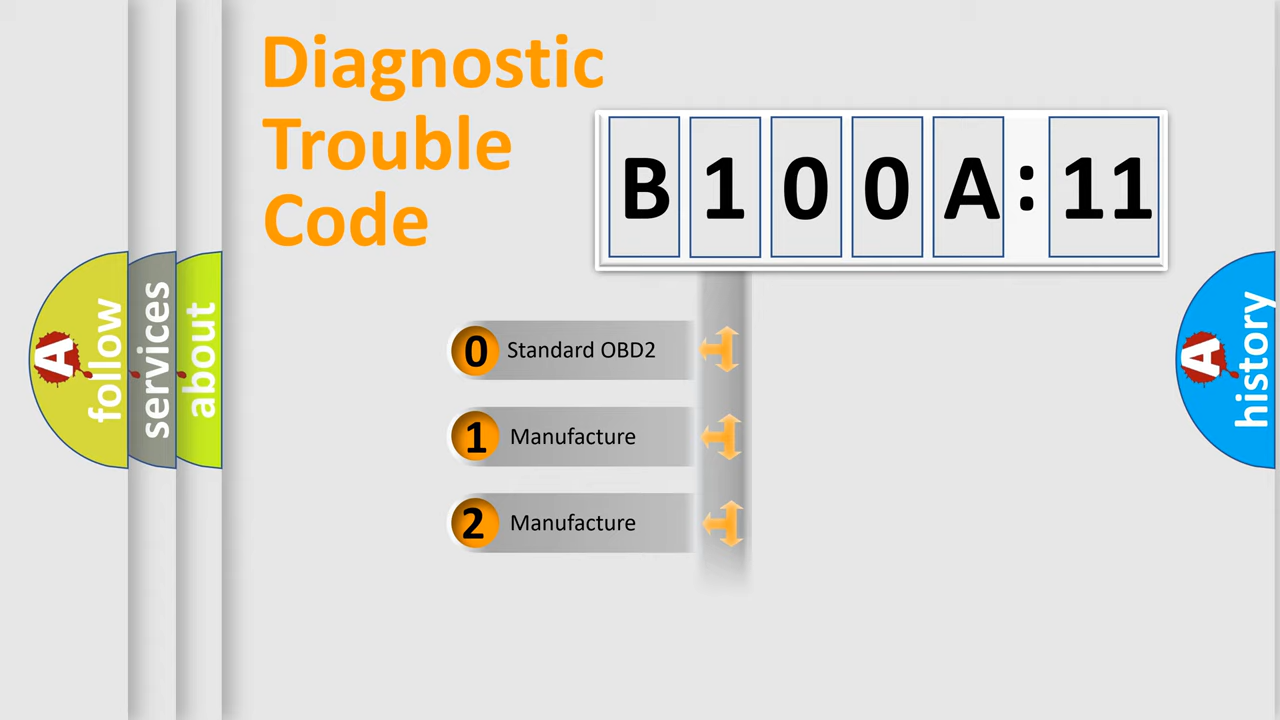 Diagnostic
Trouble
Code
B 1 0 0 A : 11
0 Standard OBD2
1 Manufacture
2 Manufacture
A follow
services
about
A history